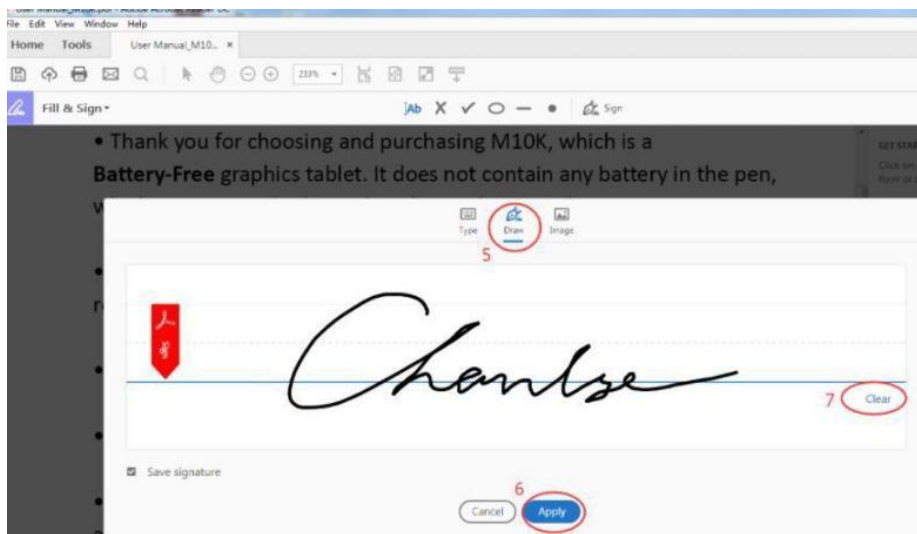 File Edit View Window Help
Home Tools User Manual_M10... ×
233%
Fill & Sign
Ab Sign
• Thank you for choosing and purchasing M10K, which is a
Battery-Free graphics tablet. It does not contain any battery in the pen,
Type Draw Image
5
Sign
7 Clear
Save signature
6
Cancel Apply